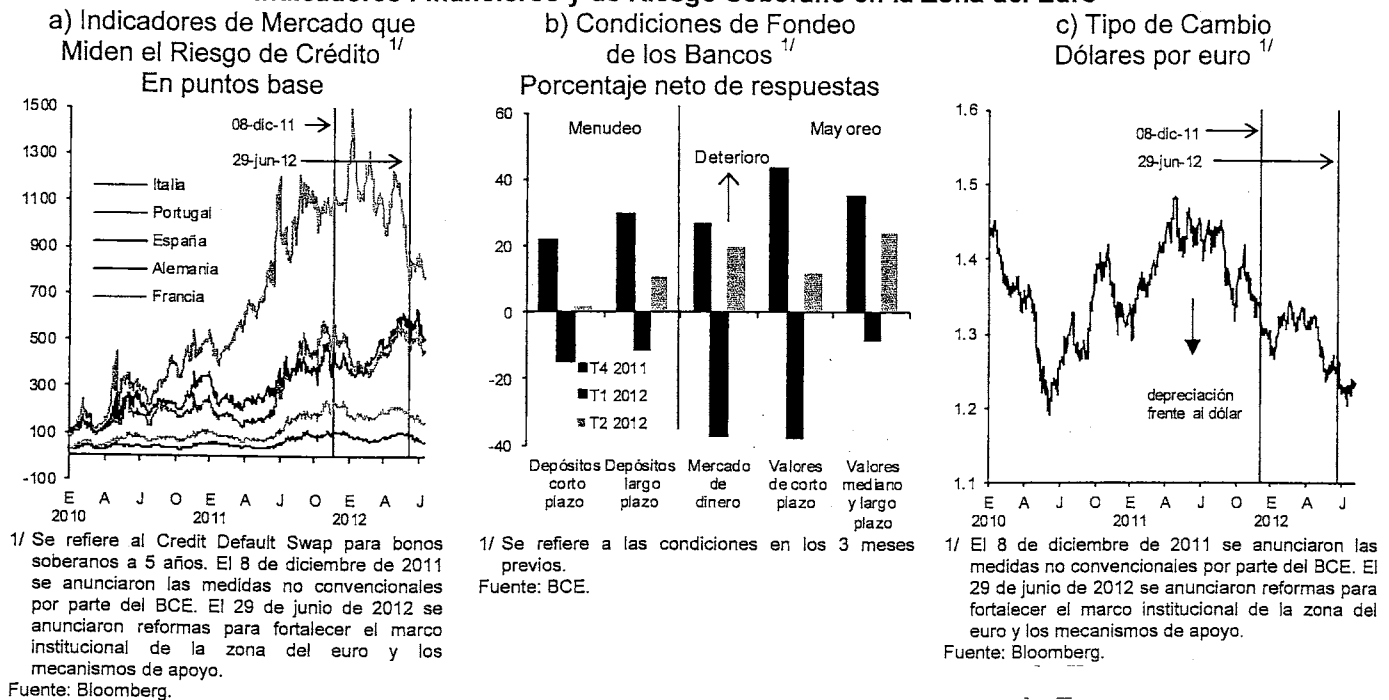 Indicadores Financieros y de Riesgo Soberano en la Zona del Euro
a) Indicadores de Mercado que
Miden el Riesgo de Crédito 1/
En puntos base
1500
1300
1100
900
700
500
300
100
-100
08-dic-11
29-jun-12
Italia
Portugal
España
Alemania
Francia
E A J O E A J O E A J
2010 2011 2012
1/ Se refiere al Credit Default Swap para bonos
soberanos a 5 años. El 8 de diciembre de 2011
se anunciaron las medidas no convencionales
por parte del BCE. El 29 de junio de 2012 se
anunciaron reformas para fortalecer el marco
institucional de la zona del euro y los
mecanismos de apoyo.
Fuente: Bloomberg.
b) Condiciones de Fondeo
de los Bancos 1/
Porcentaje neto de respuestas
60
40
20
0
-20
-40
Menudeo
Mayoreo
Deterioro
T4 2011
T1 2012
T2 2012
Depósitos corto plazo
Depósitos largo plazo
Mercado de dinero
Valores de corto plazo
Valores mediano y largo plazo
1/ Se refiere a las condiciones en los 3 meses
previos.
Fuente: BCE.
c) Tipo de Cambio
Dólares por euro 1/
1.6
1.5
1.4
1.3
1.2
1.1
08-dic-11
29-jun-12
depreciación
frente al dólar
E A J O E A J O E A J
2010 2011 2012
1/ El 8 de diciembre de 2011 se anunciaron las
medidas no convencionales por parte del BCE. El
29 de junio de 2012 se anunciaron reformas para
fortalecer el marco institucional de la zona del
euro y los mecanismos de apoyo.
Fuente: Bloomberg.